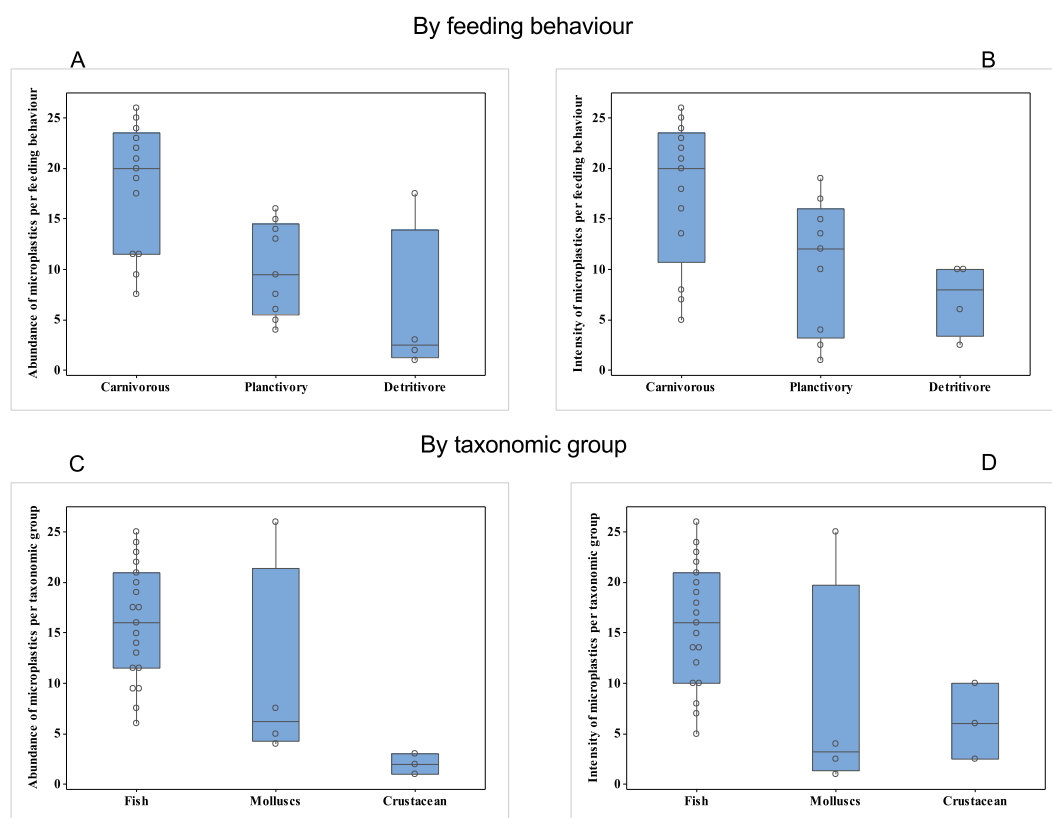 By feeding behaviour
A
B
Abundance of microplastics per feeding behaviour
25
20
15
10
5
0
Carnivorous Planctivory Detritivore
Intensity of microplastics per feeding behaviour
25
20
15
10
5
0
Carnivorous Planctivory Detritivore
By taxonomic group
C
D
Abundance of microplastics per taxonomic group
25
20
15
10
5
0
Fish Molluscs Crustacean
Intensity of microplastics per taxonomic group
25
20
15
10
5
0
Fish Molluscs Crustacean